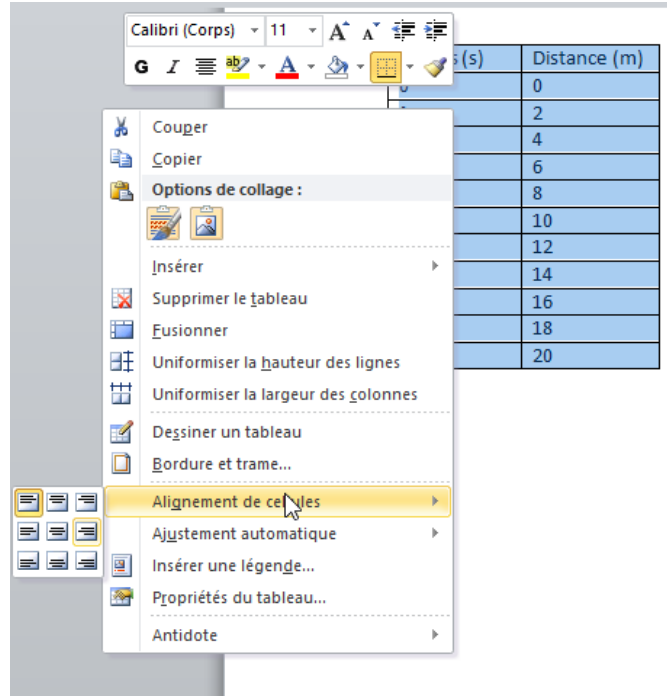 Calibri (Corps) 11 A A
G I ab A
(s) Distance (m)
0 0
2
4
6
8
10
12
14
16
18
20
Couper
Copier
Options de collage :
Insérer
Supprimer le tableau
Fusionner
Uniformiser la hauteur des lignes
Uniformiser la largeur des colonnes
Dessiner un tableau
Bordure et trame...
Alignement de cellules
Ajustement automatique
Insérer une légende...
Propriétés du tableau...
Antidote